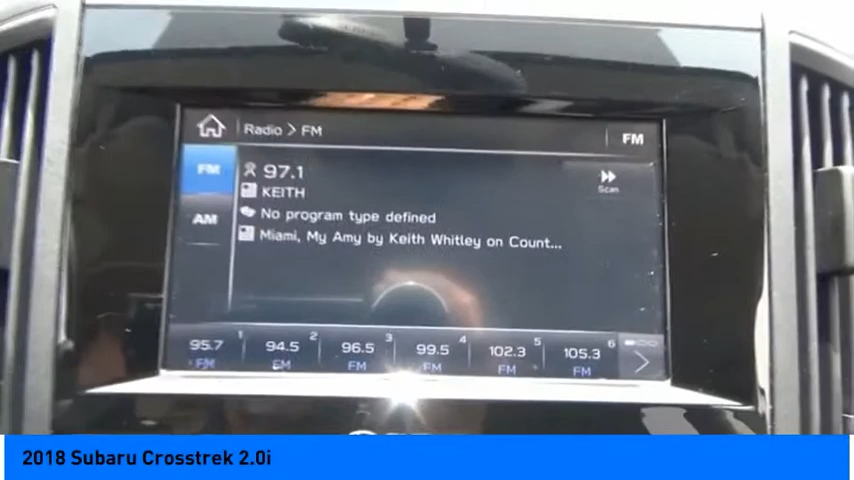 Radio > FM FM
FM
97.1
KEITH
Scan
No program type defined
AM
Miami, My Amy by Keith Whitley on Count...
1 2 3 4 5 6
95.7 94.5 96.5 99.5 102.3 105.3
FM FM FM FM FM FM
2018 Subaru Crosstrek 2.0i